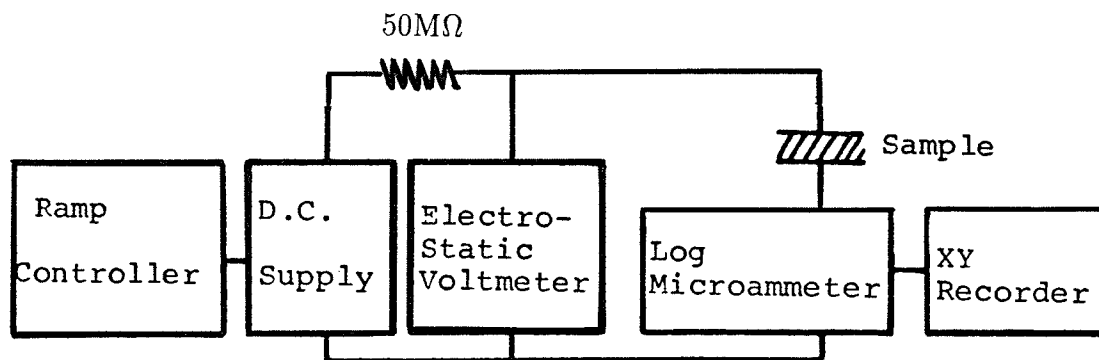 50MΩ
Sample
Ramp
Controller
D.C.
Supply
Electro-
Static
Voltmeter
Log
Microammeter
XY
Recorder